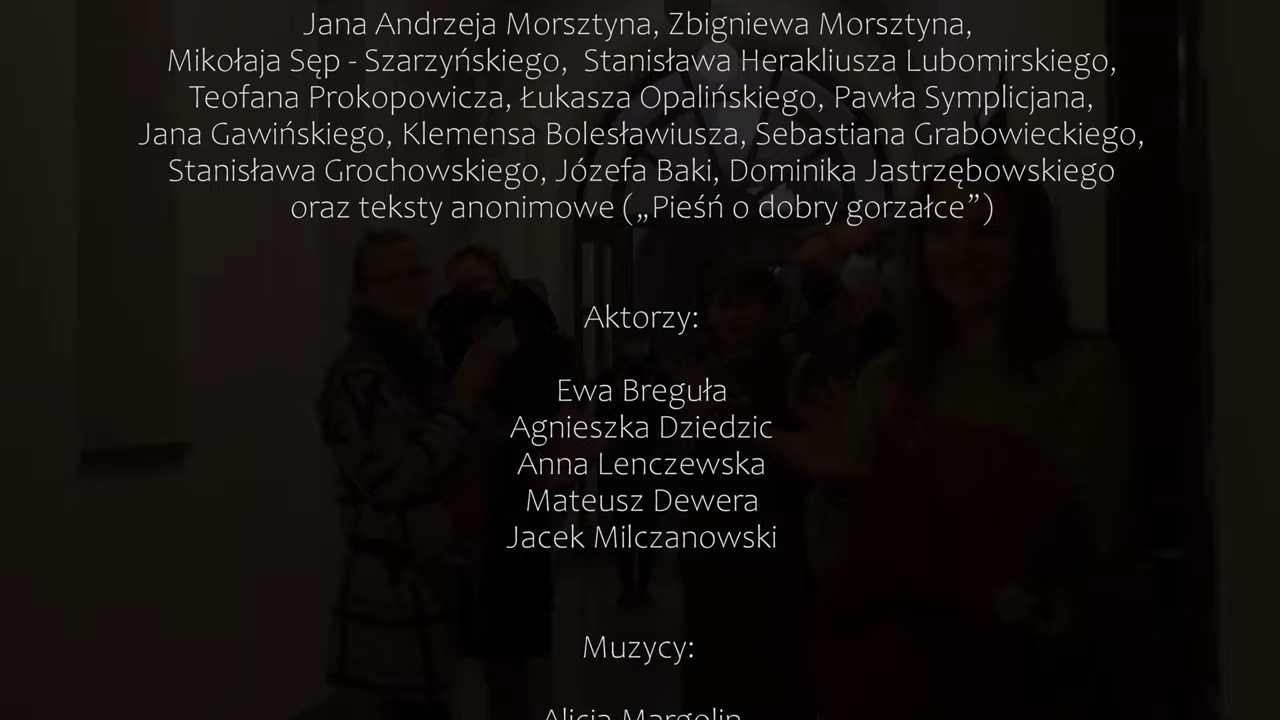 Jana Andrzeja Morsztyna, Zbigniewa Morsztyna,
Mikołaja Sęp - Szarzyńskiego, Stanisława Herakliusza Lubomirskiego,
Teofana Prokopowicza, Łukasza Opalińskiego, Pawła Symplicjana,
Jana Gawińskiego, Klemensa Bolesławiusza, Sebastiana Grabowieckiego,
Stanisława Grochowskiego, Józefa Baki, Dominika Jastrzębowskiego
oraz teksty anonimowe („Pieśń o dobry gorzałce”)
Aktorzy:
Ewa Breguła
Agnieszka Dziedzic
Anna Lenczewska
Mateusz Dewera
Jacek Milczanowski
Muzycy:
Alicja Margolin